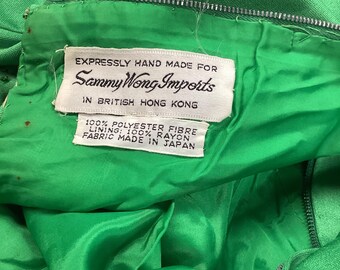 EXPRESSLY HAND MADE FOR
Sammy Wong Imports
IN BRITISH HONG KONG
100% POLYESTER FIBRE
LINING: 100% RAYON
FABRIC MADE IN JAPAN